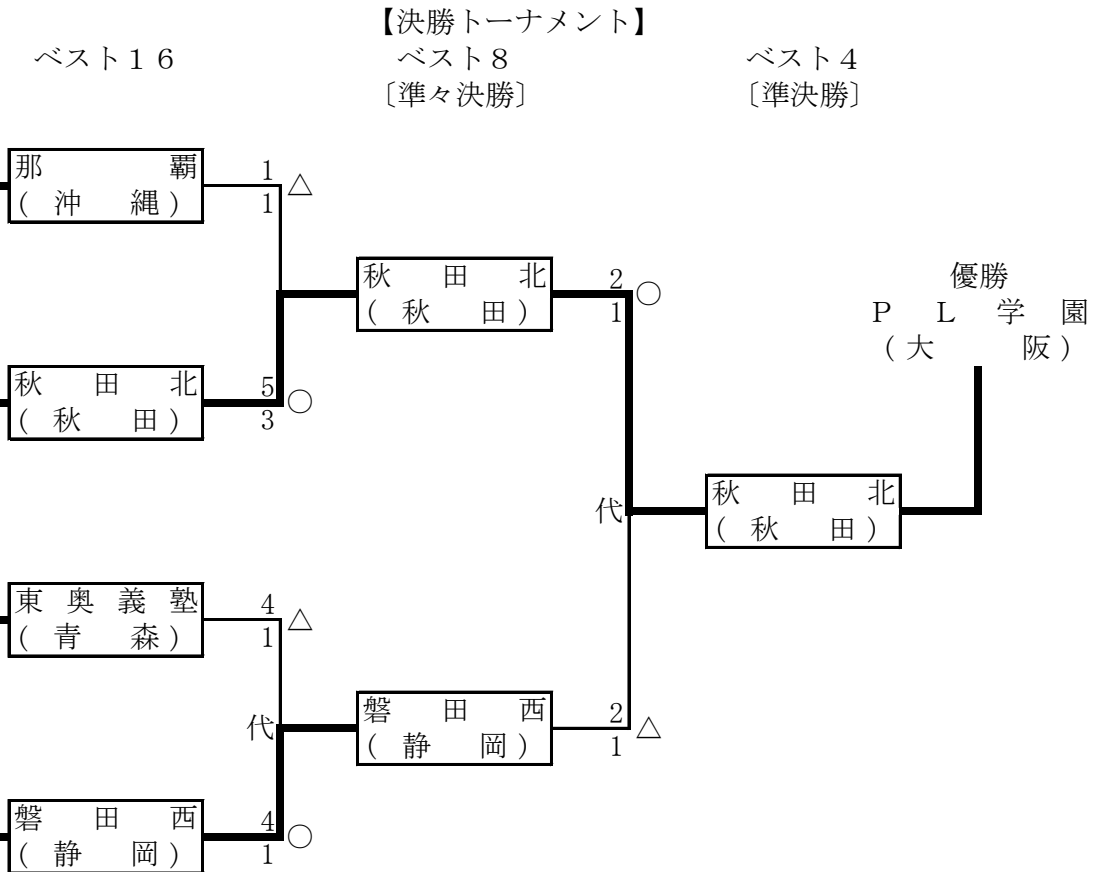 【決勝トーナメント】
ベスト１６ ベスト８ ベスト４
〔準々決勝〕 〔準決勝〕
那覇 1 △
(沖縄) 1
秋田北 2 ○
(秋田) 1
優勝
ＰＬ学園
(大阪)
秋田北 5 ○
(秋田) 3
代 秋田北
(秋田)
東奥義塾 4 △
(青森) 1
代 磐田西 2 △
(静岡) 1
磐田西 4 ○
(静岡) 1